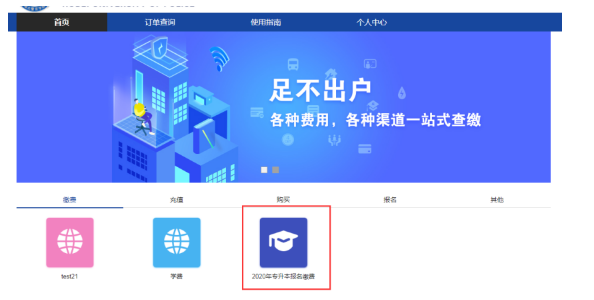 首页 订单查询 使用指南 个人中心
足不出户
各种费用，各种渠道一站式查缴
缴费 充值 购买 报名 其他
test21 学费 2020年专升本报名缴费